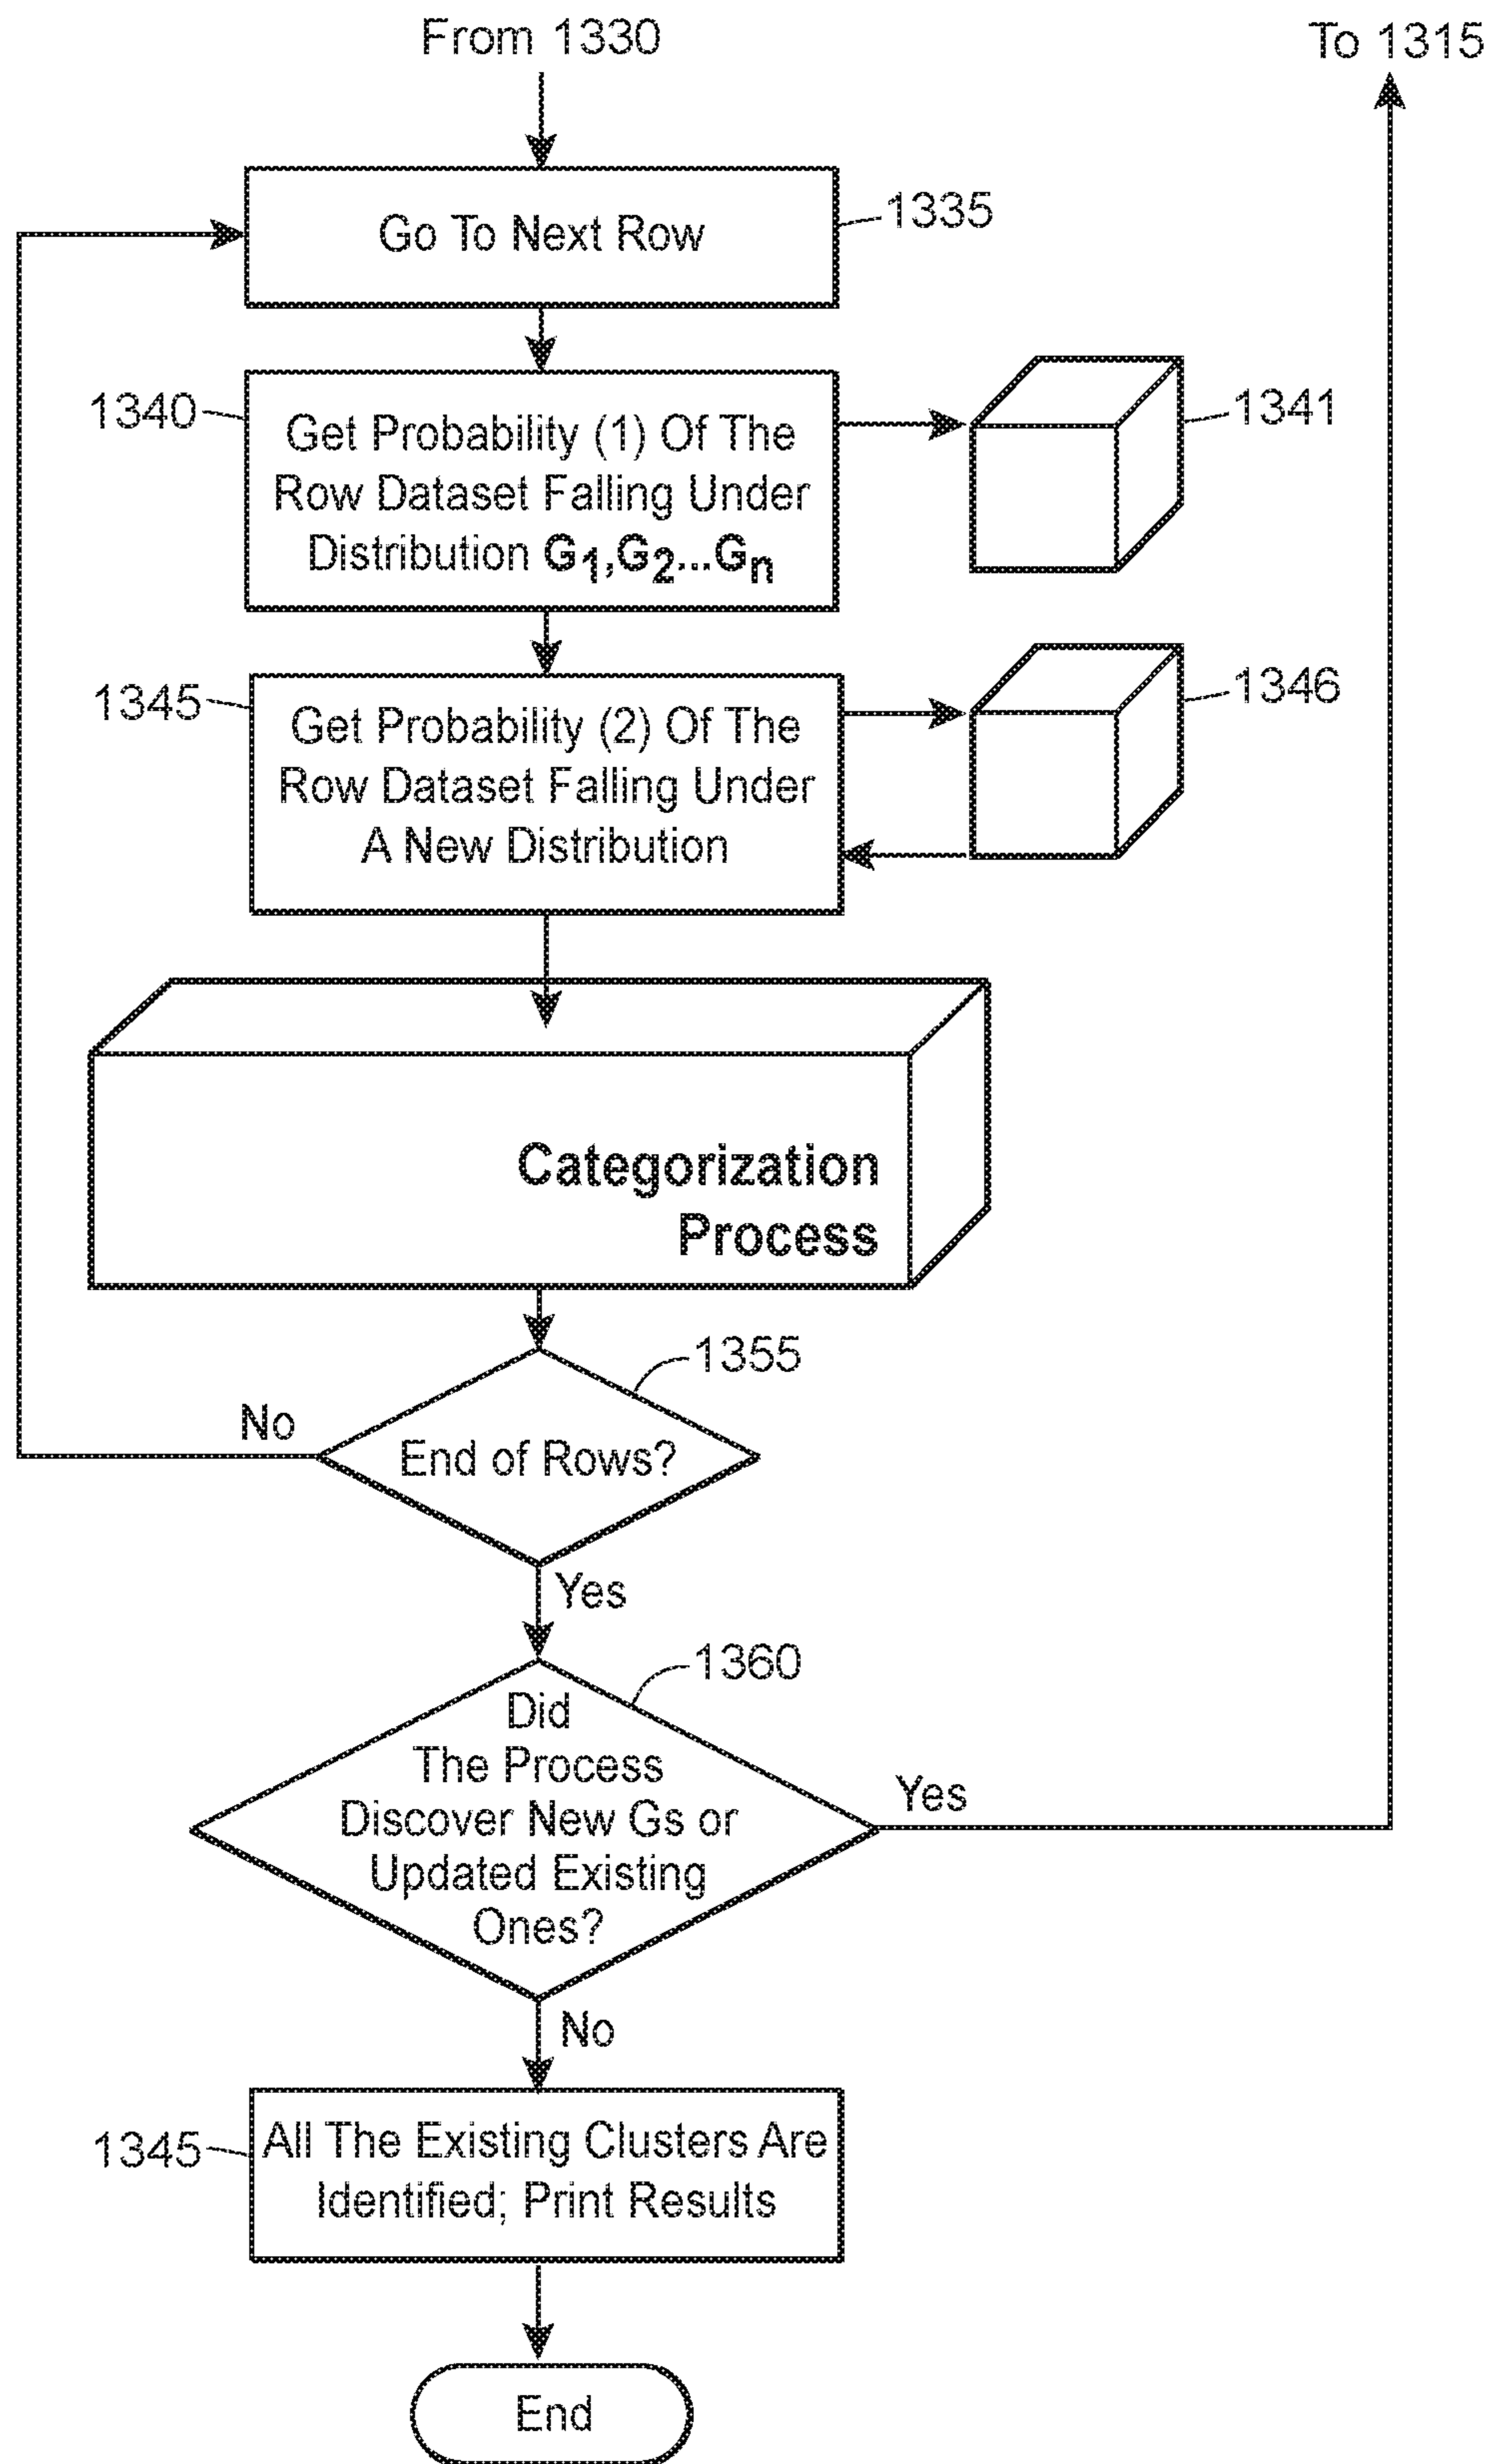 From 1330
To 1315
Go To Next Row
1335
1340
Get Probability (1) Of The
Row Dataset Falling Under
Distribution G1,G2...Gn
1341
1345
Get Probability (2) Of The
Row Dataset Falling Under
A New Distribution
1346
Categorization
Process
1355
No
End of Rows?
Yes
1360
Did
The Process
Discover New Gs or
Updated Existing
Ones?
Yes
No
1345
All The Existing Clusters Are
Identified; Print Results
End